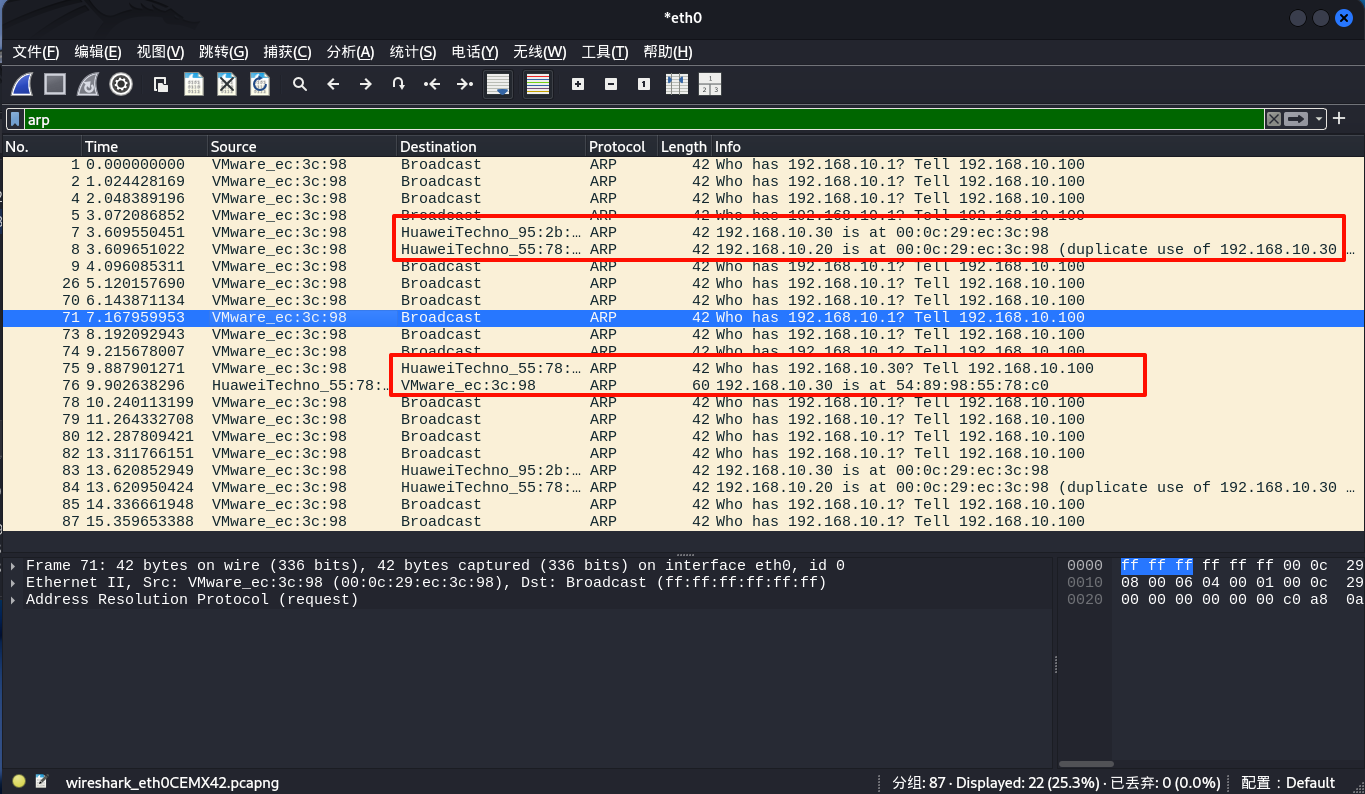 *eth0
文件(F) 编辑(E) 视图(V) 跳转(G) 捕获(C) 分析(A) 统计(S) 电话(Y) 无线(W) 工具(T) 帮助(H)
arp
No. Time Source Destination Protocol Length Info
1 0.000000000 VMware_ec:3c:98 Broadcast ARP 42 Who has 192.168.10.1? Tell 192.168.10.100
2 1.024428169 VMware_ec:3c:98 Broadcast ARP 42 Who has 192.168.10.1? Tell 192.168.10.100
4 2.048389196 VMware_ec:3c:98 Broadcast ARP 42 Who has 192.168.10.1? Tell 192.168.10.100
5 3.072086852 VMware_ec:3c:98 Broadcast ARP 42 Who has 192.168.10.1? Tell 192.168.10.100
7 3.609550451 VMware_ec:3c:98 HuaweiTechno_95:2b:… ARP 42 192.168.10.30 is at 00:0c:29:ec:3c:98
8 3.609651022 VMware_ec:3c:98 HuaweiTechno_55:78:… ARP 42 192.168.10.20 is at 00:0c:29:ec:3c:98 (duplicate use of 192.168.10.30 …
9 4.096085311 VMware_ec:3c:98 Broadcast ARP 42 Who has 192.168.10.1? Tell 192.168.10.100
26 5.120157690 VMware_ec:3c:98 Broadcast ARP 42 Who has 192.168.10.1? Tell 192.168.10.100
70 6.143871134 VMware_ec:3c:98 Broadcast ARP 42 Who has 192.168.10.1? Tell 192.168.10.100
71 7.167959953 VMware_ec:3c:98 Broadcast ARP 42 Who has 192.168.10.1? Tell 192.168.10.100
73 8.192092943 VMware_ec:3c:98 Broadcast ARP 42 Who has 192.168.10.1? Tell 192.168.10.100
74 9.215678007 VMware_ec:3c:98 Broadcast ARP 42 Who has 192.168.10.1? Tell 192.168.10.100
75 9.887901271 VMware_ec:3c:98 HuaweiTechno_55:78:… ARP 42 Who has 192.168.10.30? Tell 192.168.10.100
76 9.902638296 HuaweiTechno_55:78:… VMware_ec:3c:98 ARP 60 192.168.10.30 is at 54:89:98:55:78:c0
78 10.240113199 VMware_ec:3c:98 Broadcast ARP 42 Who has 192.168.10.1? Tell 192.168.10.100
79 11.264332708 VMware_ec:3c:98 Broadcast ARP 42 Who has 192.168.10.1? Tell 192.168.10.100
80 12.287809421 VMware_ec:3c:98 Broadcast ARP 42 Who has 192.168.10.1? Tell 192.168.10.100
82 13.311766151 VMware_ec:3c:98 Broadcast ARP 42 Who has 192.168.10.1? Tell 192.168.10.100
83 13.620852949 VMware_ec:3c:98 HuaweiTechno_95:2b:… ARP 42 192.168.10.30 is at 00:0c:29:ec:3c:98
84 13.620950424 VMware_ec:3c:98 HuaweiTechno_55:78:… ARP 42 192.168.10.20 is at 00:0c:29:ec:3c:98 (duplicate use of 192.168.10.30 …
85 14.336661948 VMware_ec:3c:98 Broadcast ARP 42 Who has 192.168.10.1? Tell 192.168.10.100
87 15.359653388 VMware_ec:3c:98 Broadcast ARP 42 Who has 192.168.10.1? Tell 192.168.10.100
Frame 71: 42 bytes on wire (336 bits), 42 bytes captured (336 bits) on interface eth0, id 0
Ethernet II, Src: VMware_ec:3c:98 (00:0c:29:ec:3c:98), Dst: Broadcast (ff:ff:ff:ff:ff:ff)
Address Resolution Protocol (request)
0000 ff ff ff ff ff ff 00 0c 29
0010 08 00 06 04 00 01 00 0c 29
0020 00 00 00 00 00 00 c0 a8 0a
wireshark_eth0CEMX42.pcapng
分组: 87 · Displayed: 22 (25.3%) · 已丢弃: 0 (0.0%)
配置：Default